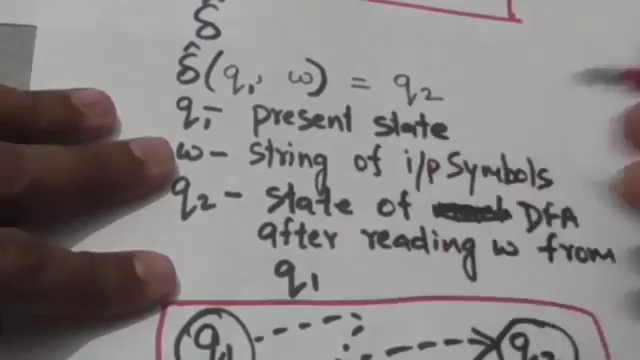 δ̂
δ̂(q₁, ω) = q₂
q₁- present state
ω - string of i/p symbols
q₂ - state of DFA
after reading ω from
q₁
q₁ q₂